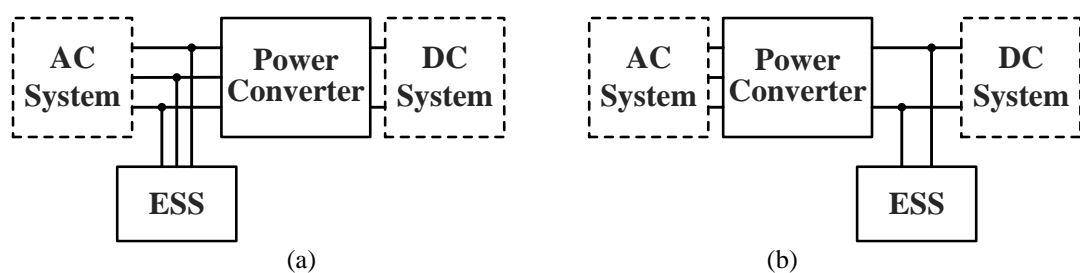 AC
System
Power
Converter
DC
System
ESS
(a)
AC
System
Power
Converter
DC
System
ESS
(b)